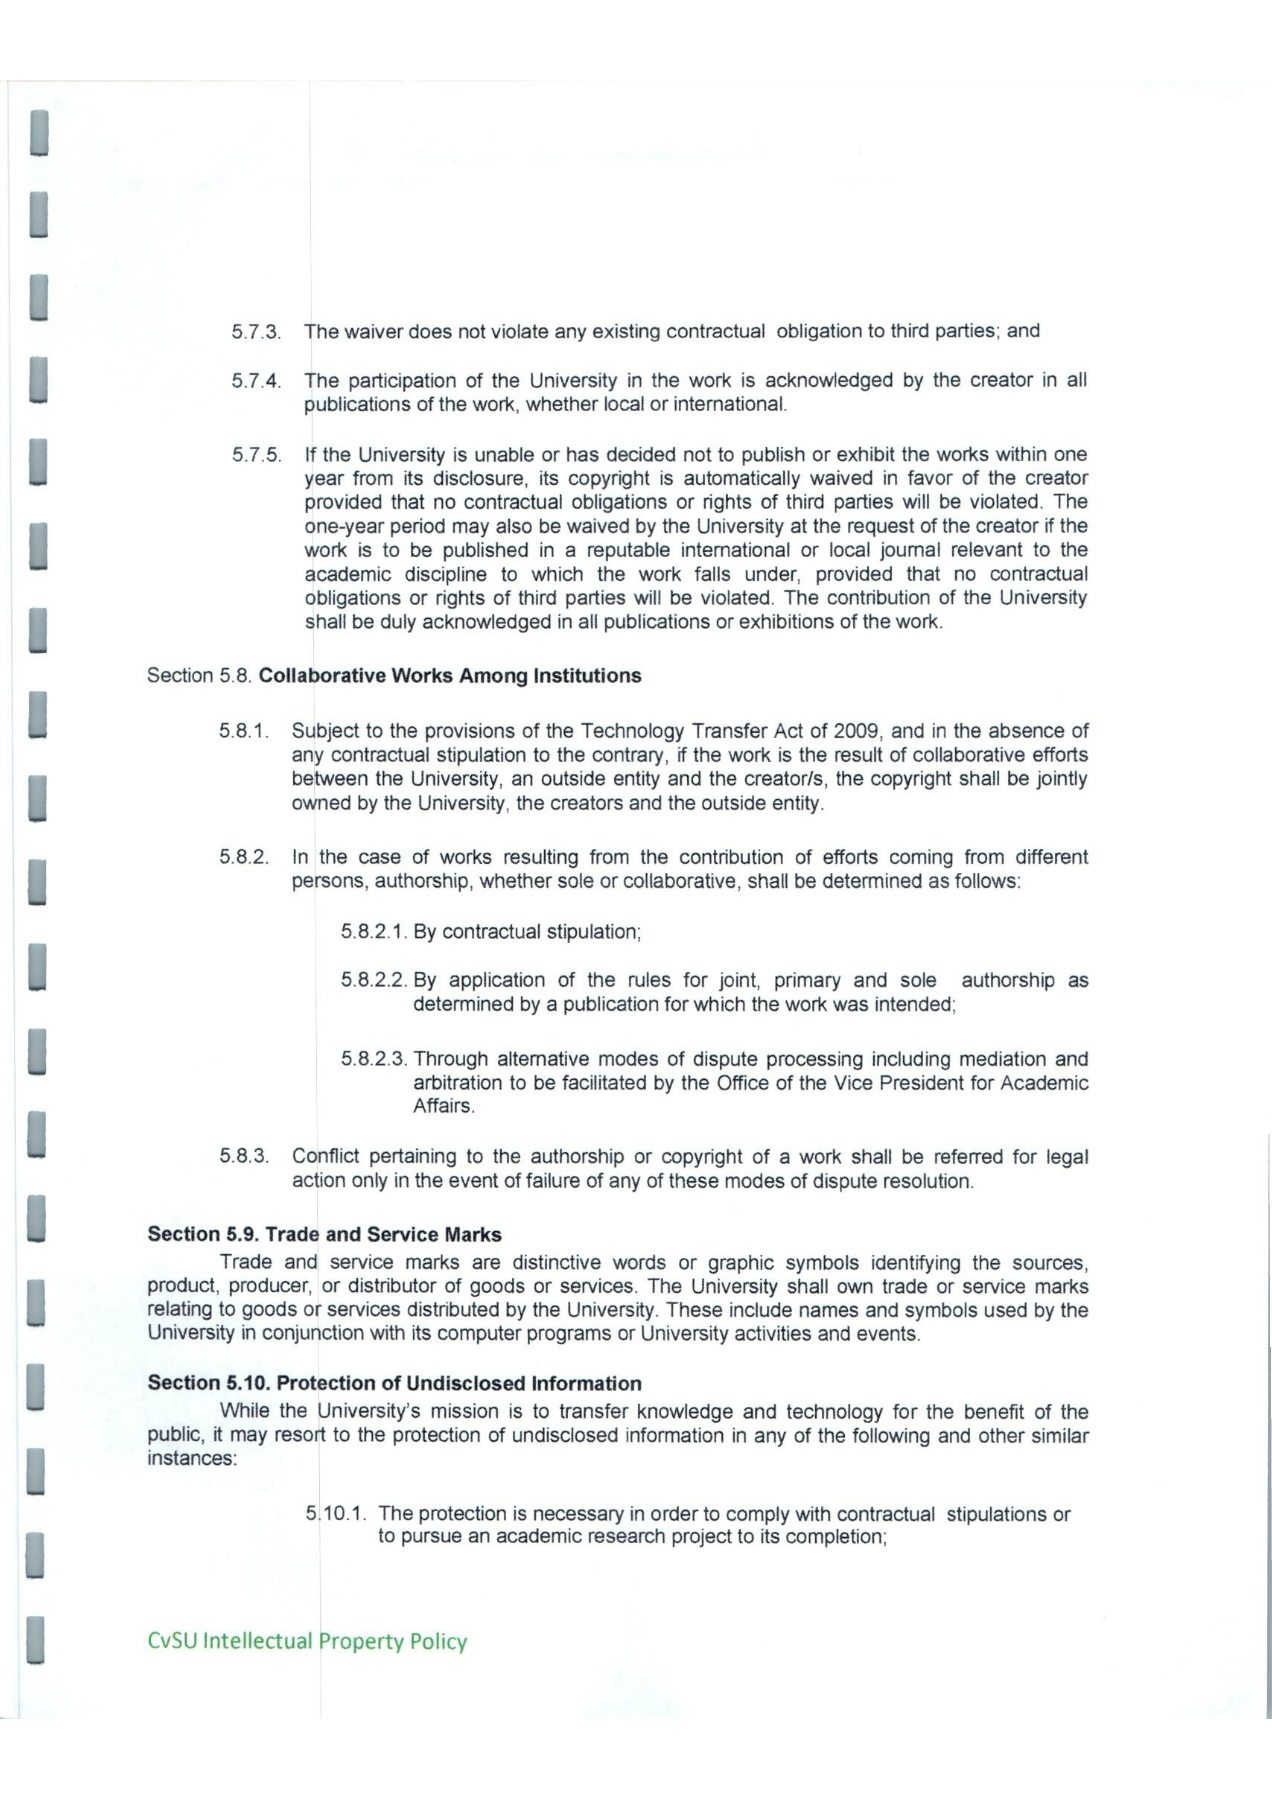 5.7.3. The waiver does not violate any existing contractual obligation to third parties; and
5.7.4. The participation of the University in the work is acknowledged by the creator in all
publications of the work, whether local or international.
5.7.5. If the University is unable or has decided not to publish or exhibit the works within one
year from its disclosure, its copyright is automatically waived in favor of the creator
provided that no contractual obligations or rights of third parties will be violated. The
one-year period may also be waived by the University at the request of the creator if the
work is to be published in a reputable international or local journal relevant to the
academic discipline to which the work falls under, provided that no contractual
obligations or rights of third parties will be violated. The contribution of the University
shall be duly acknowledged in all publications or exhibitions of the work.
Section 5.8. Collaborative Works Among Institutions
5.8.1. Subject to the provisions of the Technology Transfer Act of 2009, and in the absence of
any contractual stipulation to the contrary, if the work is the result of collaborative efforts
between the University, an outside entity and the creator/s, the copyright shall be jointly
owned by the University, the creators and the outside entity.
5.8.2. In the case of works resulting from the contribution of efforts coming from different
persons, authorship, whether sole or collaborative, shall be determined as follows:
5.8.2.1. By contractual stipulation;
5.8.2.2. By application of the rules for joint, primary and sole authorship as
determined by a publication for which the work was intended;
5.8.2.3. Through alternative modes of dispute processing including mediation and
arbitration to be facilitated by the Office of the Vice President for Academic
Affairs.
5.8.3. Conflict pertaining to the authorship or copyright of a work shall be referred for legal
action only in the event of failure of any of these modes of dispute resolution.
Section 5.9. Trade and Service Marks
Trade and service marks are distinctive words or graphic symbols identifying the sources,
product, producer, or distributor of goods or services. The University shall own trade or service marks
relating to goods or services distributed by the University. These include names and symbols used by the
University in conjunction with its computer programs or University activities and events.
Section 5.10. Protection of Undisclosed Information
While the University's mission is to transfer knowledge and technology for the benefit of the
public, it may resort to the protection of undisclosed information in any of the following and other similar
instances:
5.10.1. The protection is necessary in order to comply with contractual stipulations or
to pursue an academic research project to its completion;
CvSU Intellectual Property Policy